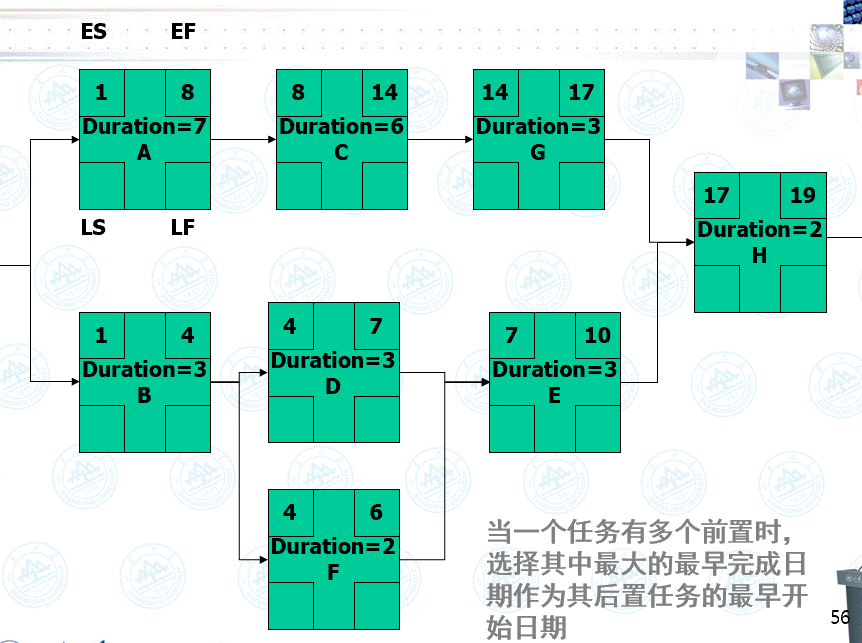 ES EF
1 8
Duration=7
A
LS LF
8 14
Duration=6
C
14 17
Duration=3
G
17 19
Duration=2
H
1 4
Duration=3
B
4 7
Duration=3
D
7 10
Duration=3
E
4 6
Duration=2
F
当一个任务有多个前置时，
选择其中最大的最早完成日
期作为其后置任务的最早开
始日期
56